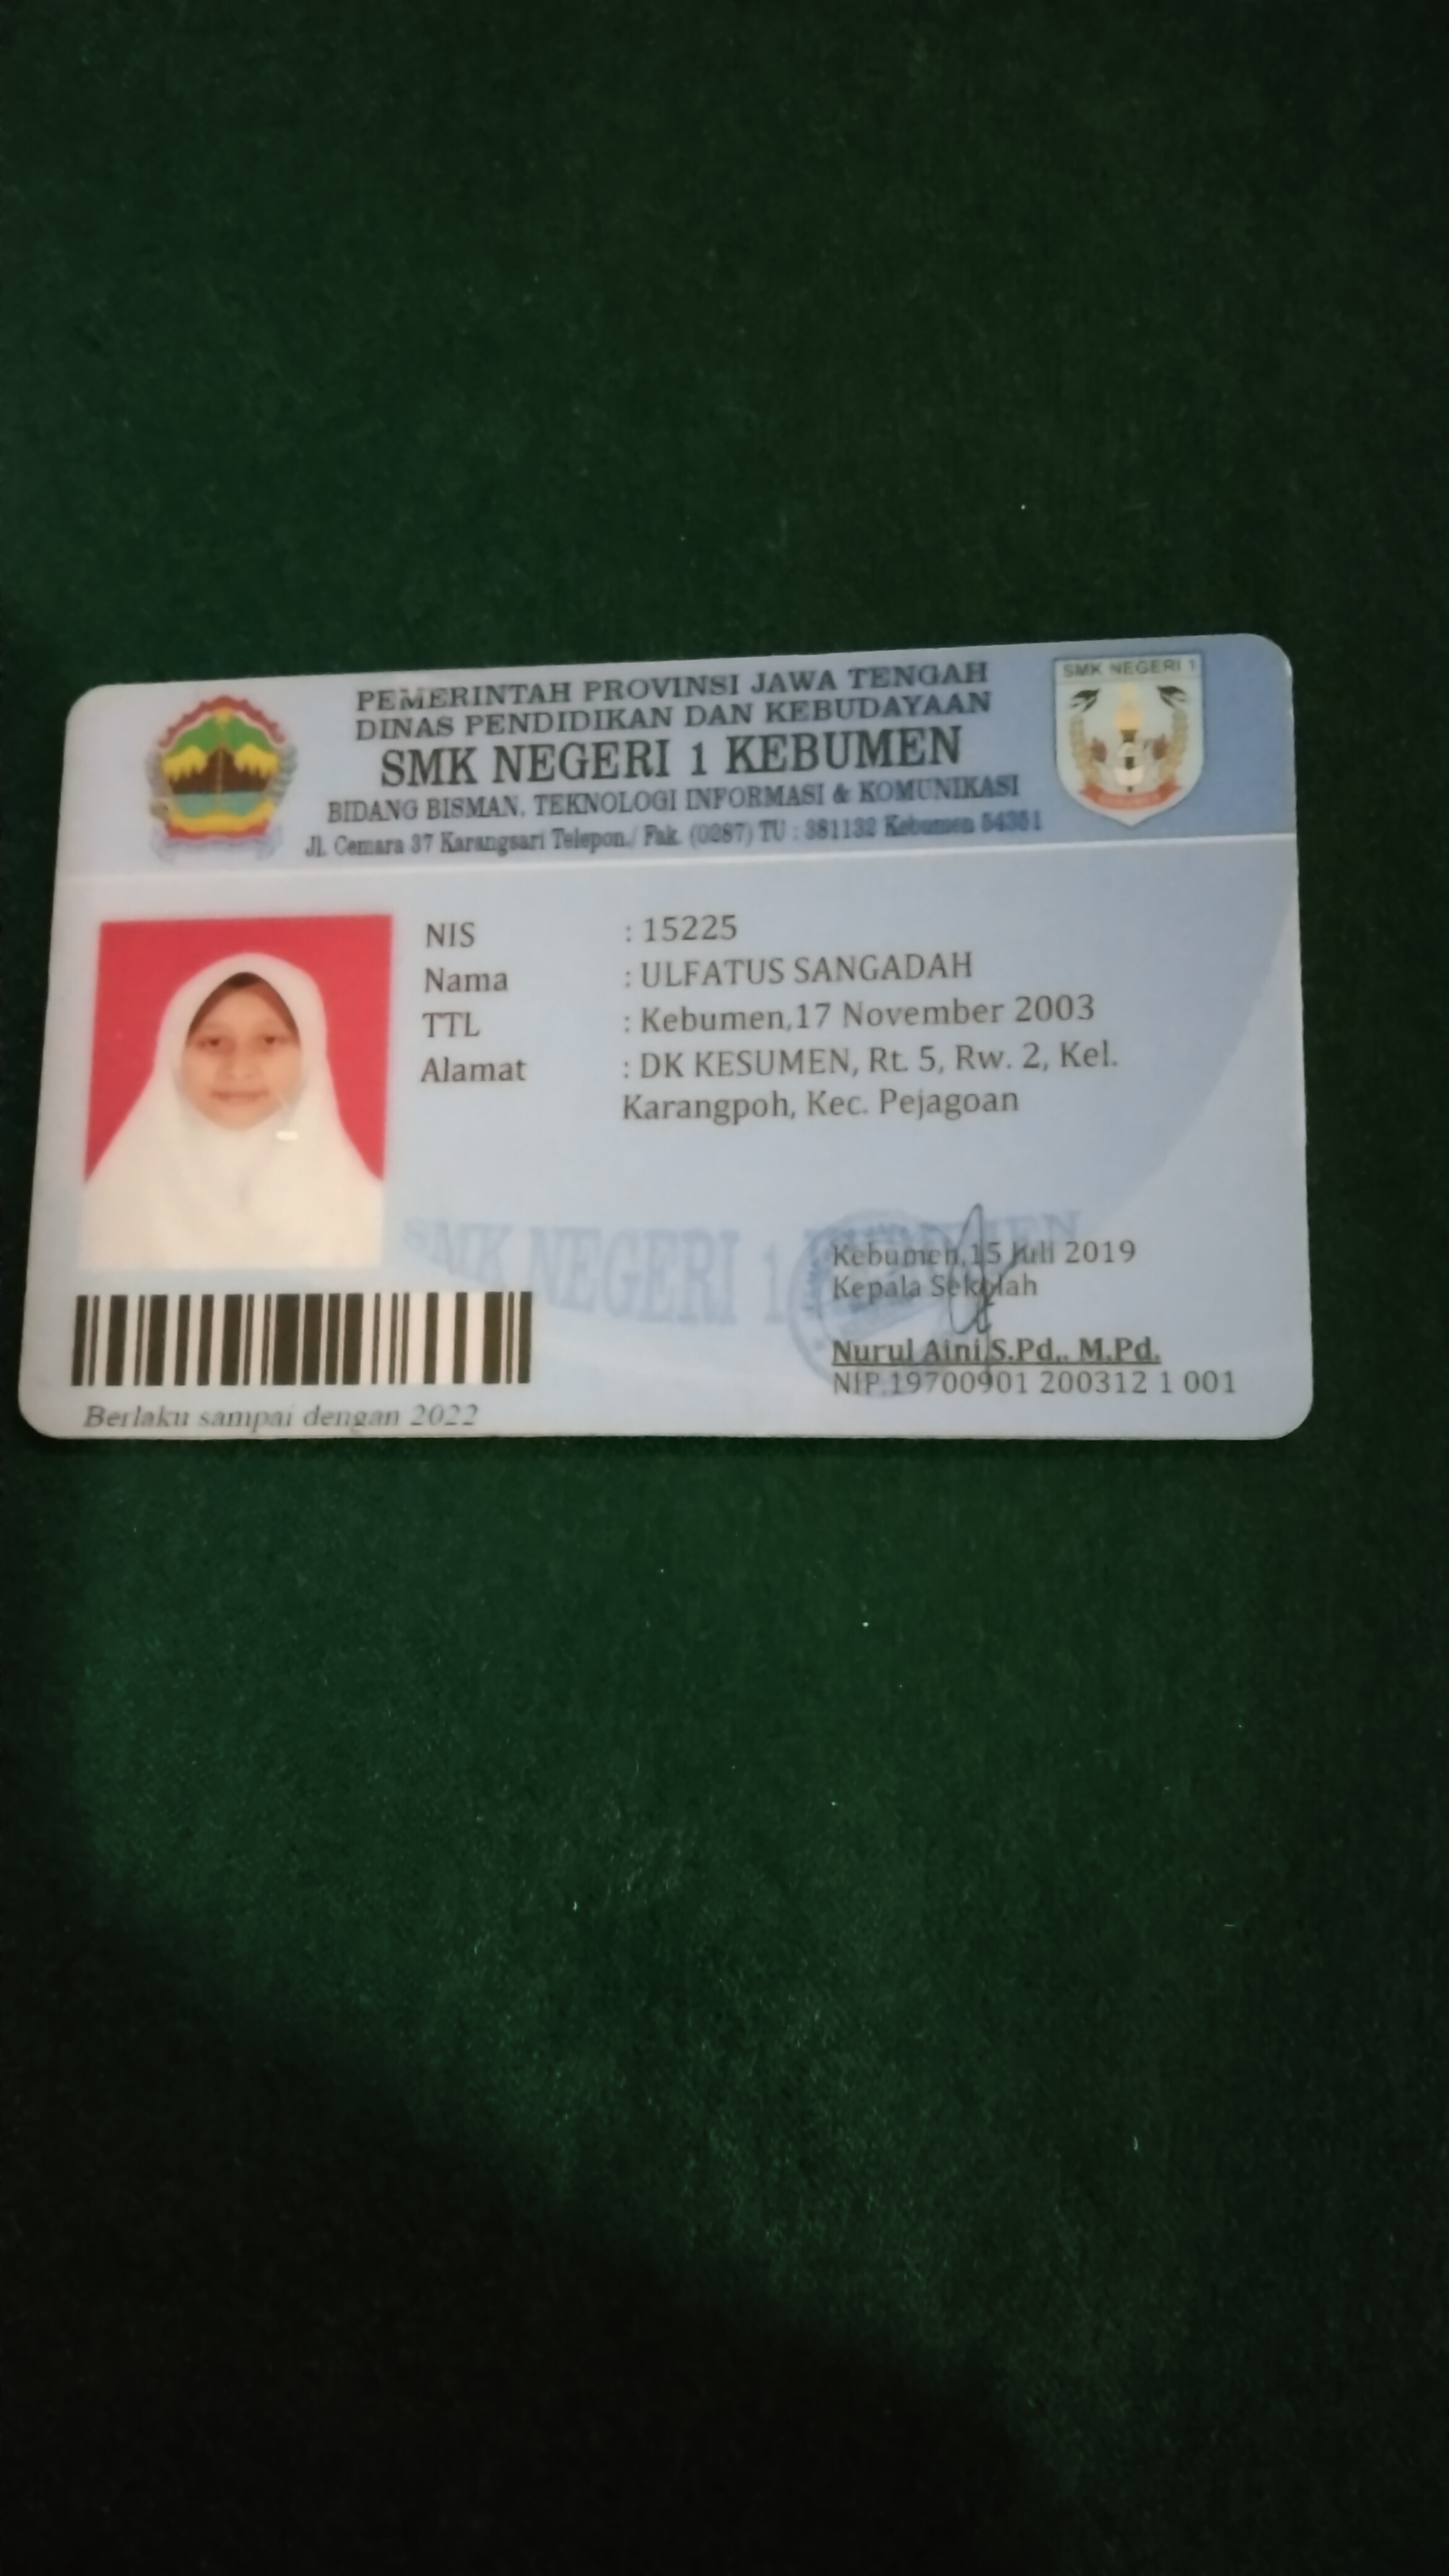 PEMERINTAH PROVINSI JAWA TENGAH
DINAS PENDIDIKAN DAN KEBUDAYAAN
SMK NEGERI 1 KEBUMEN
BIDANG BISMAN, TEKNOLOGI INFORMASI & KOMUNIKASI
Jl. Cemara 37 Karangsari Telepon./ Fak. (0287) TU : 381132 Kebumen 54351
SMK NEGERI 1
NIS : 15225
Nama : ULFATUS SANGADAH
TTL : Kebumen,17 November 2003
Alamat : DK KESUMEN, Rt. 5, Rw. 2, Kel.
Karangpoh, Kec. Pejagoan
SMK NEGERI 1 KEBUMEN
Kebumen,15 Juli 2019
Kepala Sekolah
Nurul Aini S.Pd., M.Pd.
NIP.19700901 200312 1 001
Berlaku sampai dengan 2022